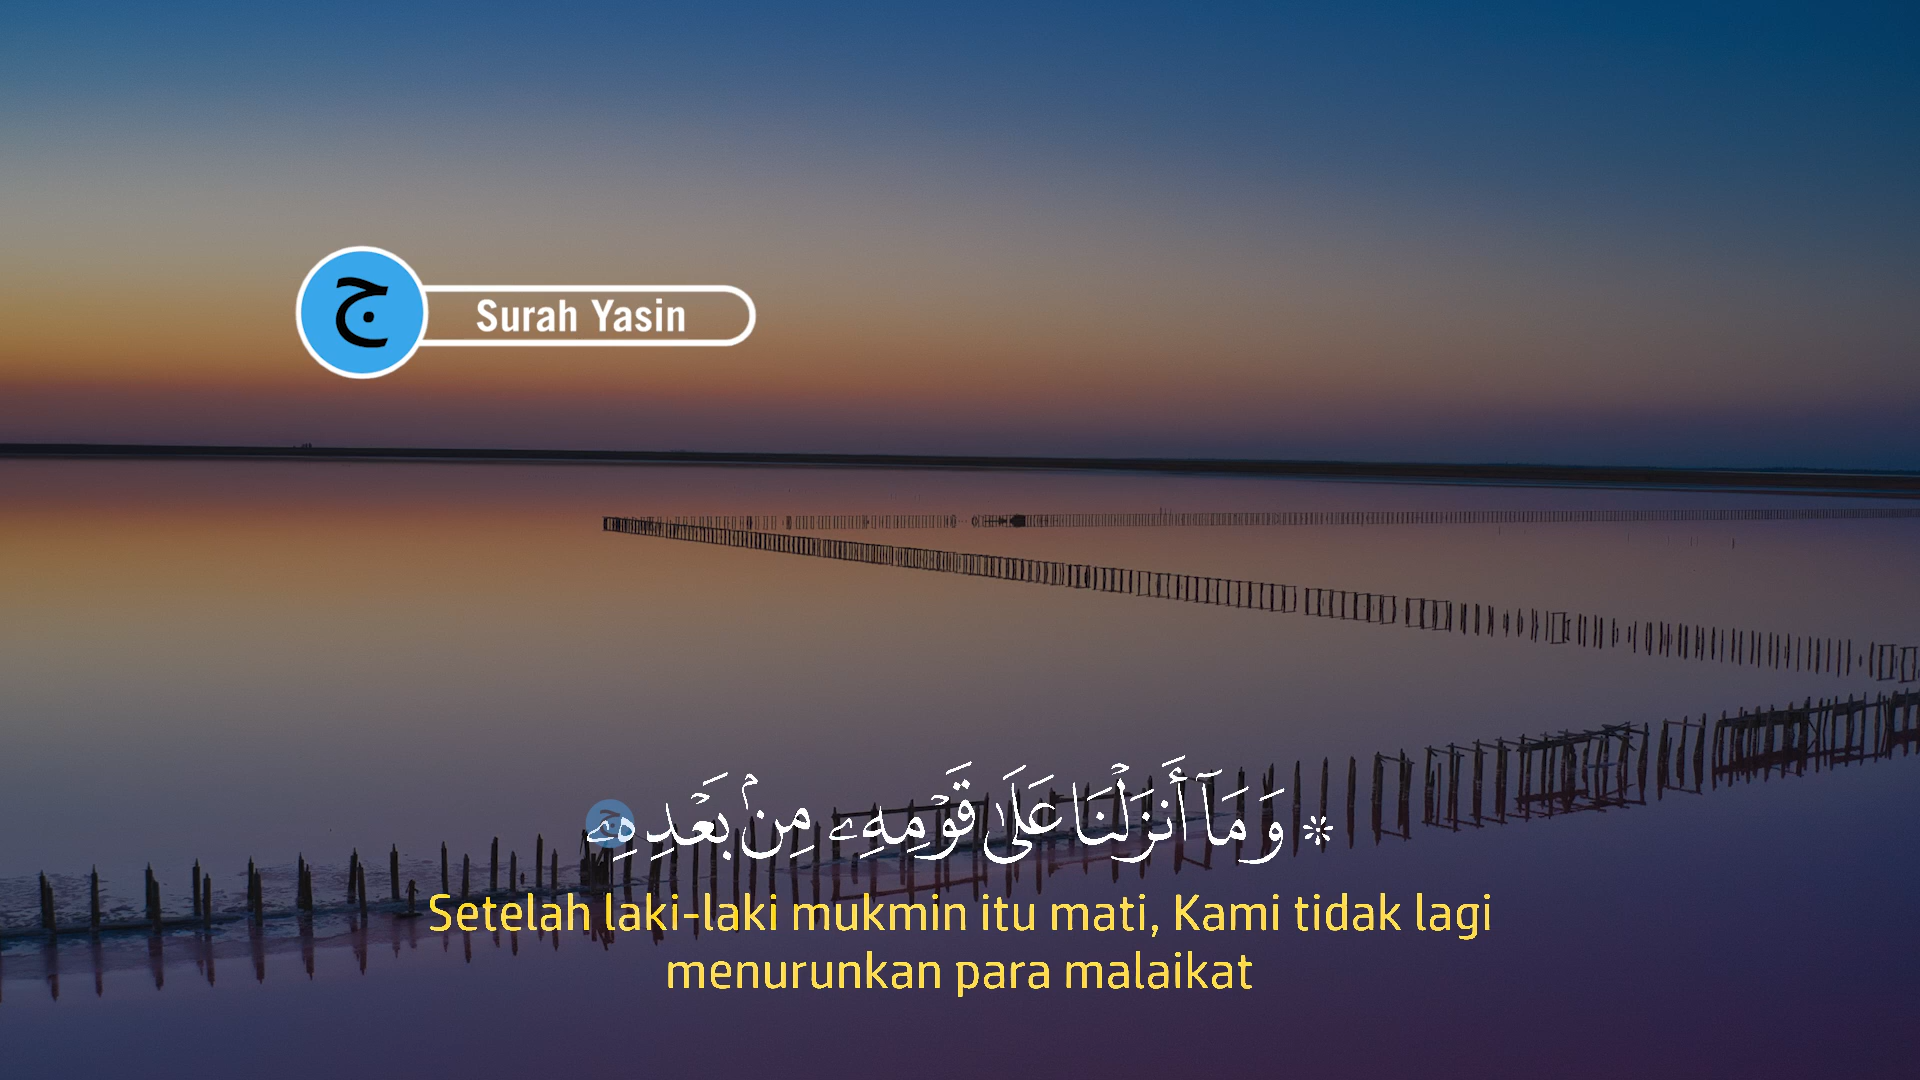 ج
Surah Yasin
۞ وَمَآ أَنزَلْنَا عَلَىٰ قَوْمِهِۦ مِنۢ بَعْدِهِۦ
Setelah laki-laki mukmin itu mati, Kami tidak lagi
menurunkan para malaikat